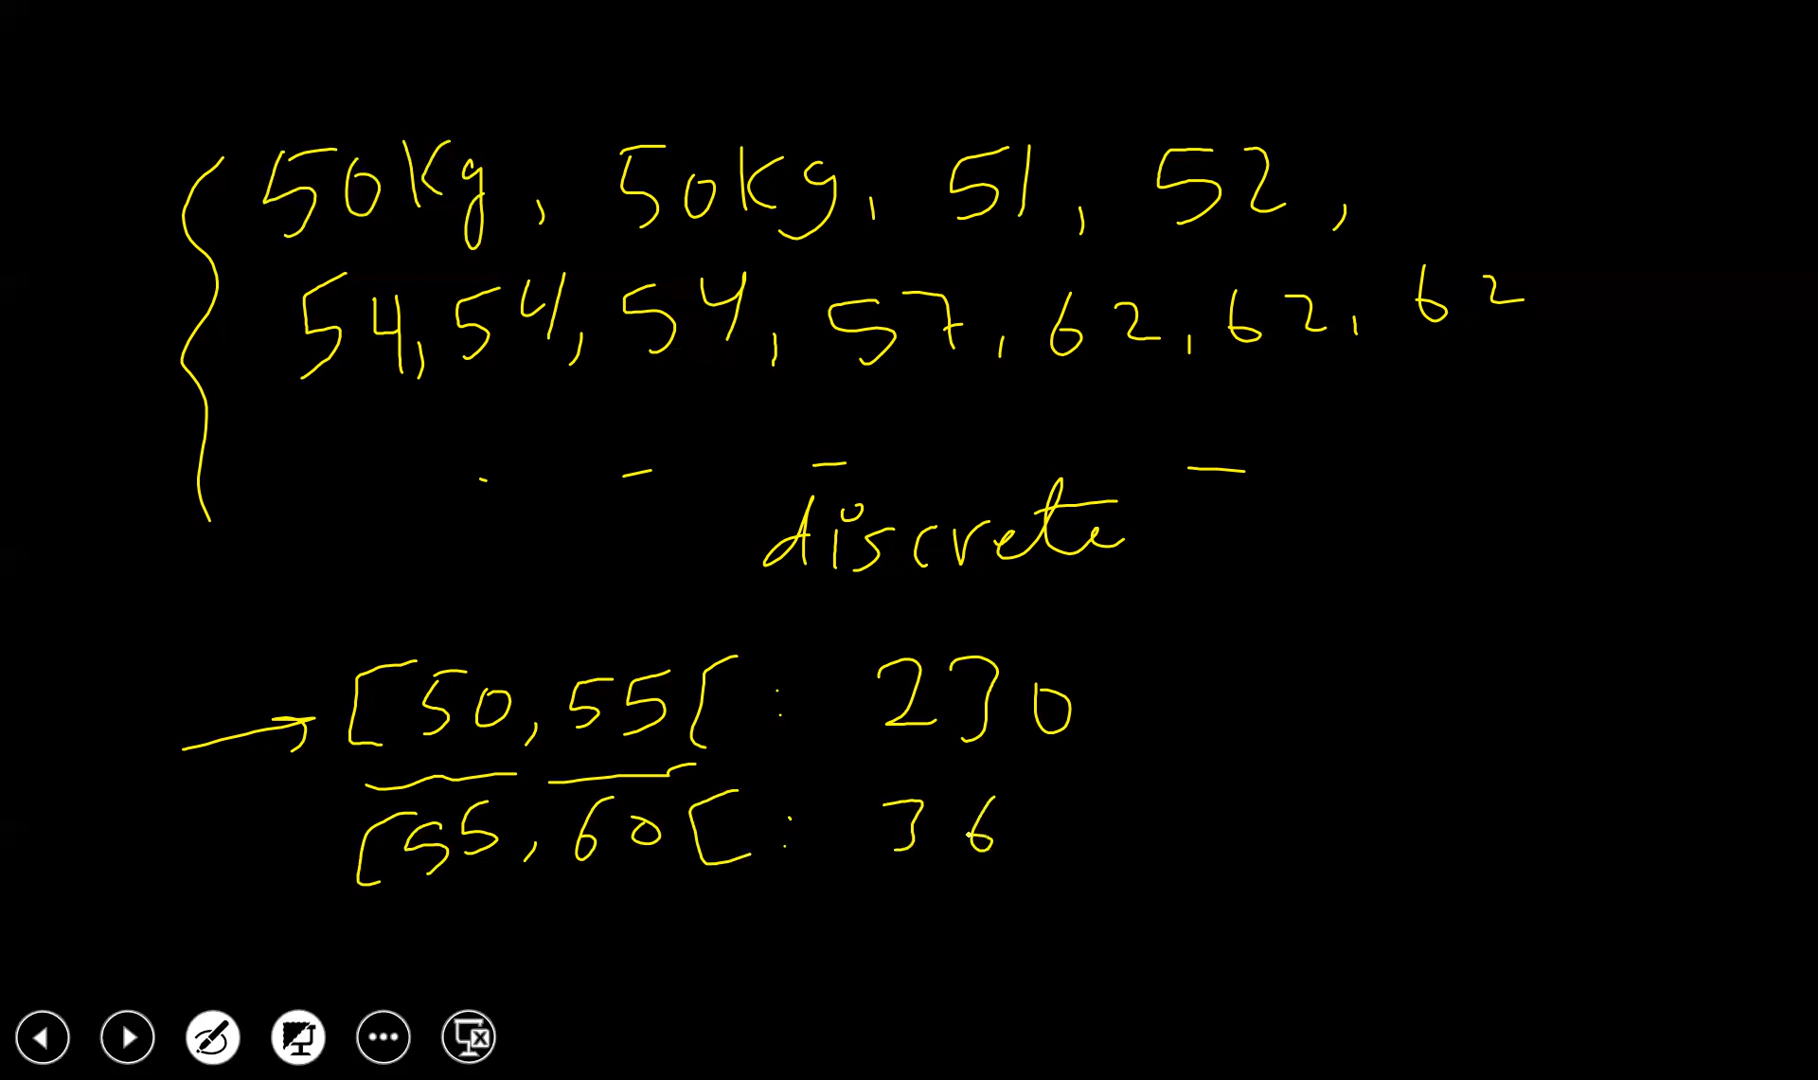 50Kg, 50Kg, 51, 52,
54, 54, 54, 57, 62, 62, 62
. - - -
discrete
[50, 55[ : 230
[55, 60[ : 36